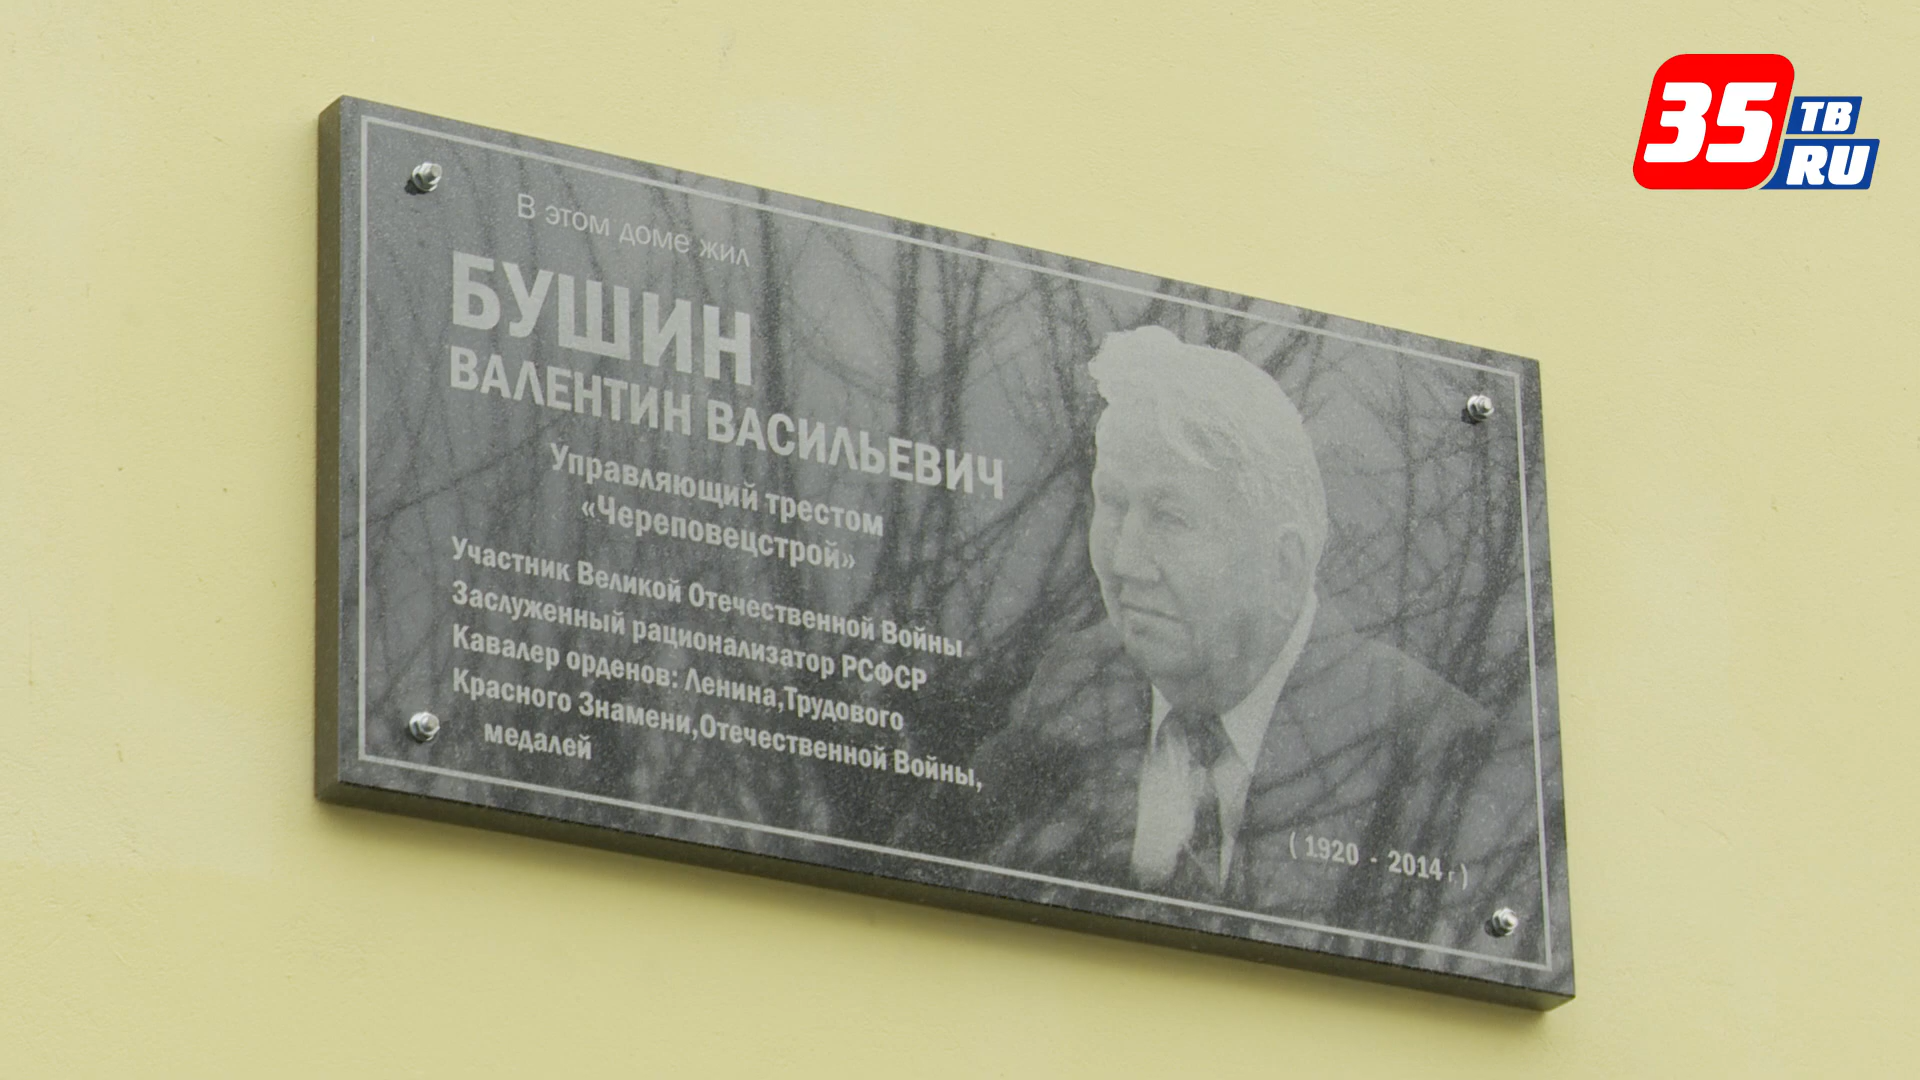 35
ТВ
RU
В этом доме жил
БУШИН
ВАЛЕНТИН ВАСИЛЬЕВИЧ
Управляющий трестом
«Череповецстрой»
Участник Великой Отечественной Войны
Заслуженный рационализатор РСФСР
Кавалер орденов: Ленина,Трудового
Красного Знамени,Отечественной Войны,
медалей
( 1920 - 2014 г.)